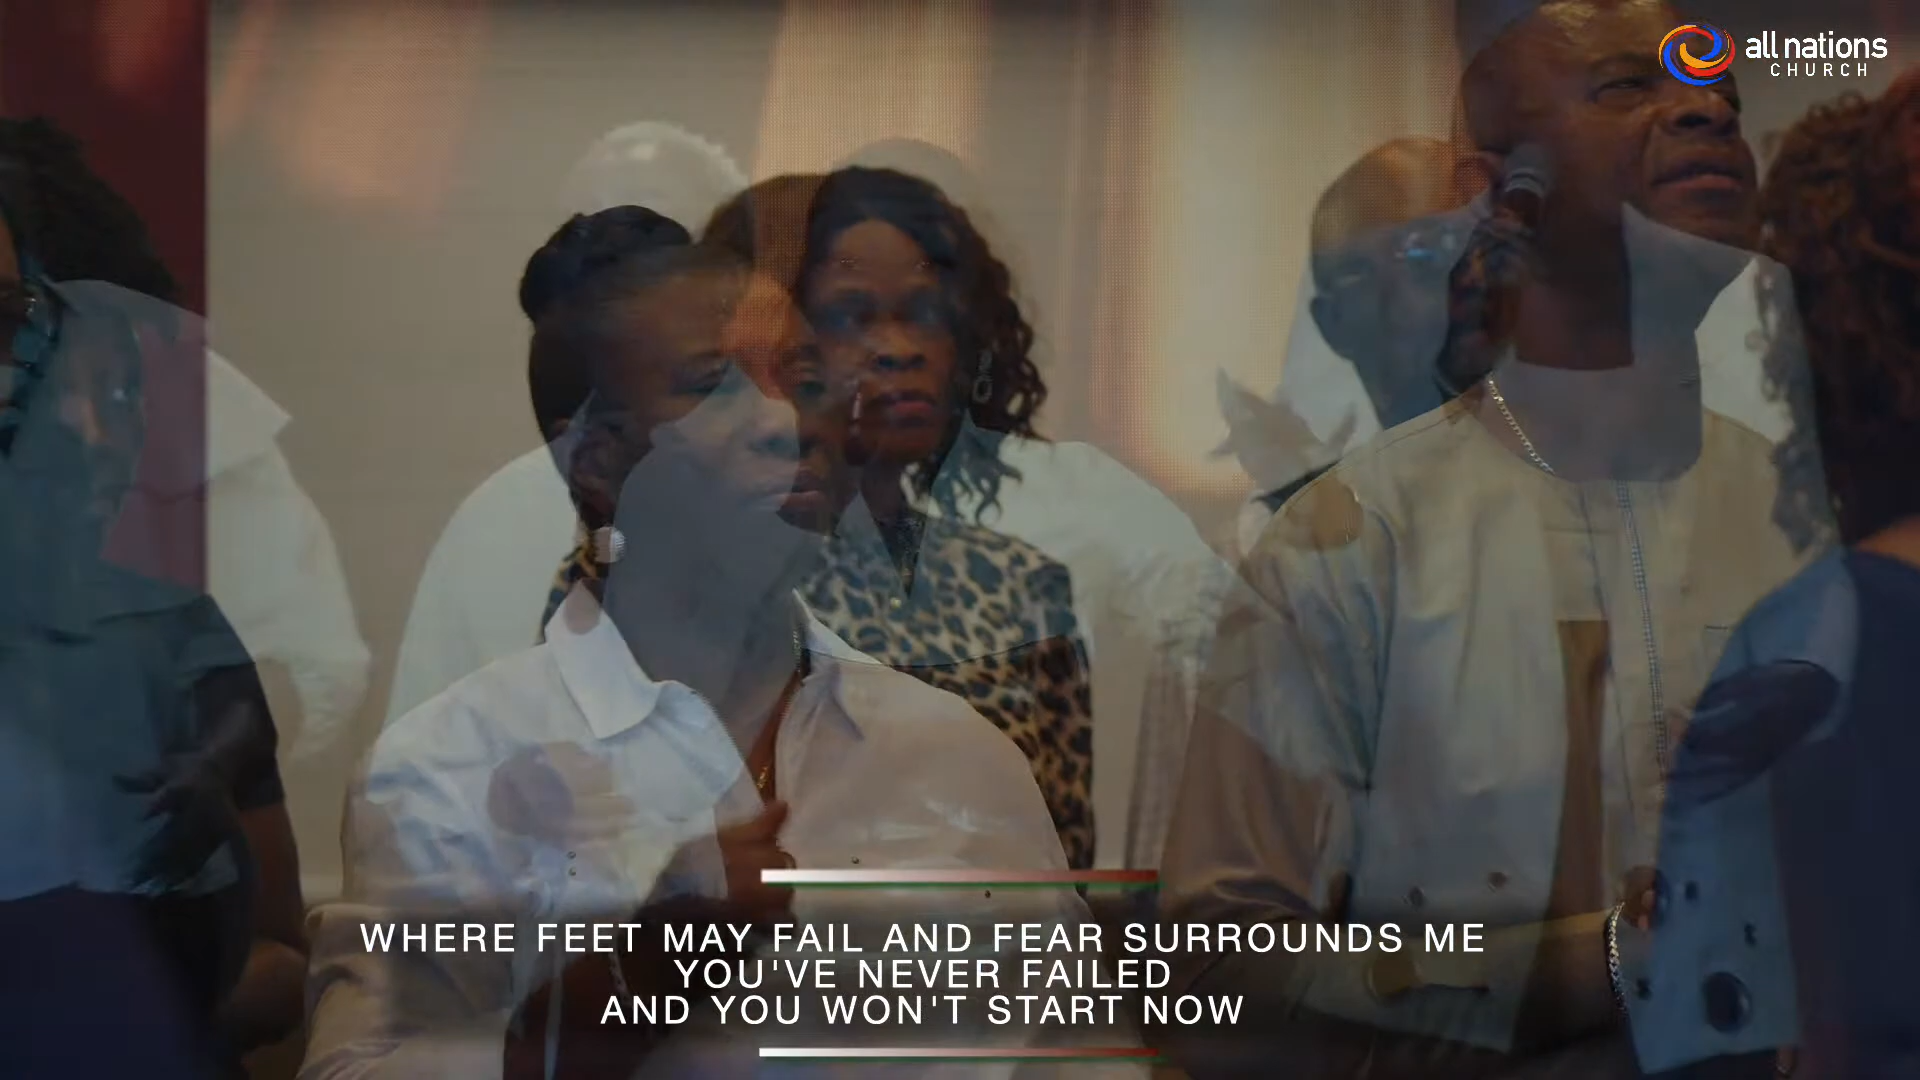 all nations
CHURCH
WHERE FEET MAY FAIL AND FEAR SURROUNDS ME
YOU'VE NEVER FAILED
AND YOU WON'T START NOW